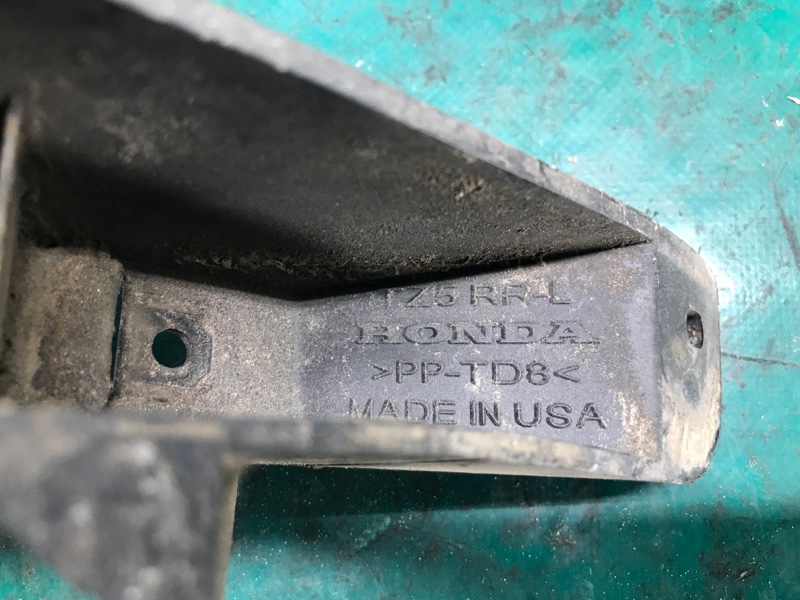 TZ5 RR-L
HONDA
>PP-TD8<
MADE IN USA